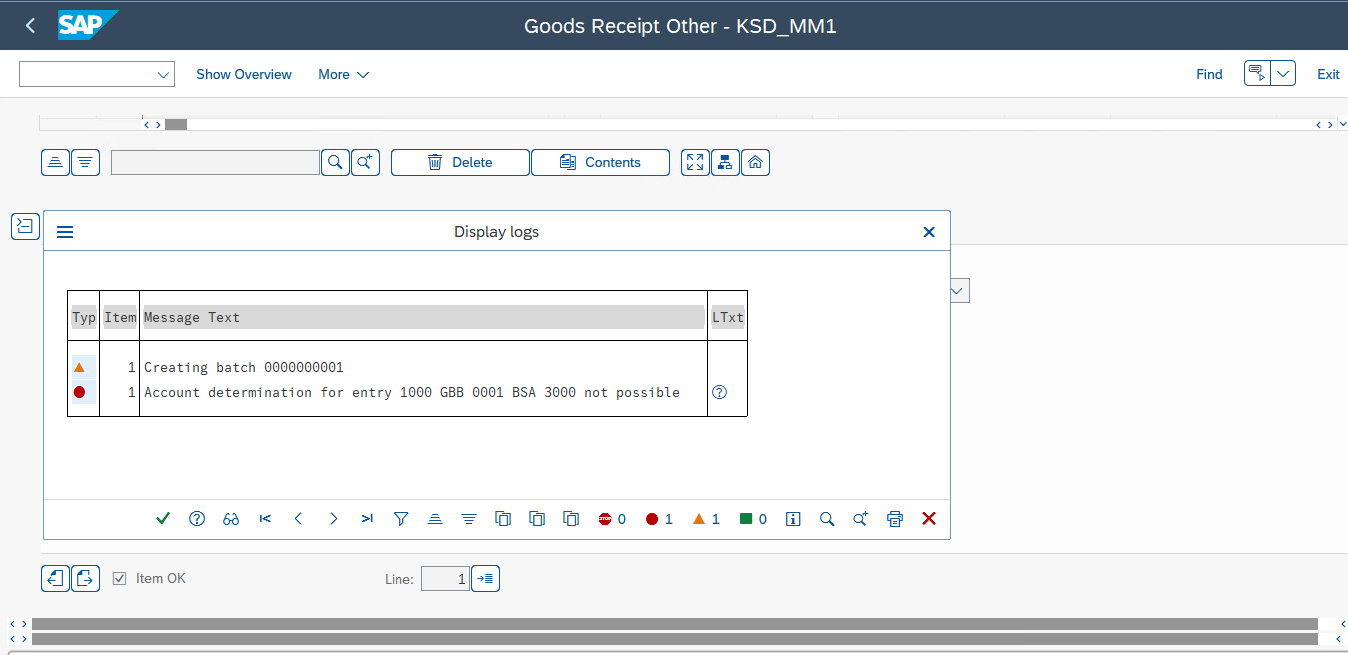 SAP
Goods Receipt Other - KSD_MM1
Show Overview More Find Exit
Delete Contents
Display logs
Typ Item Message Text LTxt
1 Creating batch 0000000001
1 Account determination for entry 1000 GBB 0001 BSA 3000 not possible
STOP 0 1 1 0
Item OK Line: 1